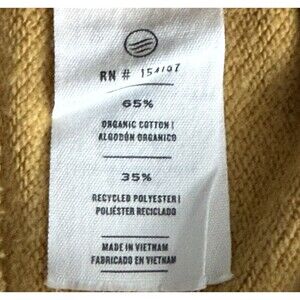 RN #
65%
ORGANIC COTTON |
ALGODÓN ORGÁNICO
35%
RECYCLED POLYESTER |
POLIÉSTER RECICLADO
MADE IN VIETNAM
FABRICADO EN VIETNAM